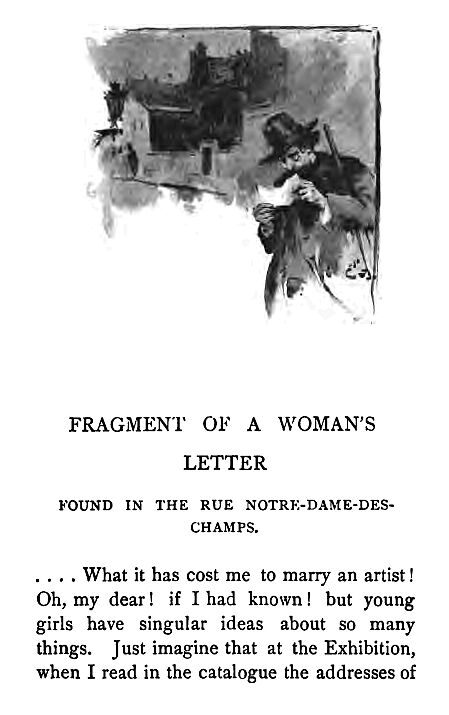 FRAGMENT OF A WOMAN'S
LETTER
FOUND IN THE RUE NOTRE-DAME-DES-
CHAMPS.
. . . . What it has cost me to marry an artist!
Oh, my dear! if I had known! but young
girls have singular ideas about so many
things. Just imagine that at the Exhibition,
when I read in the catalogue the addresses of